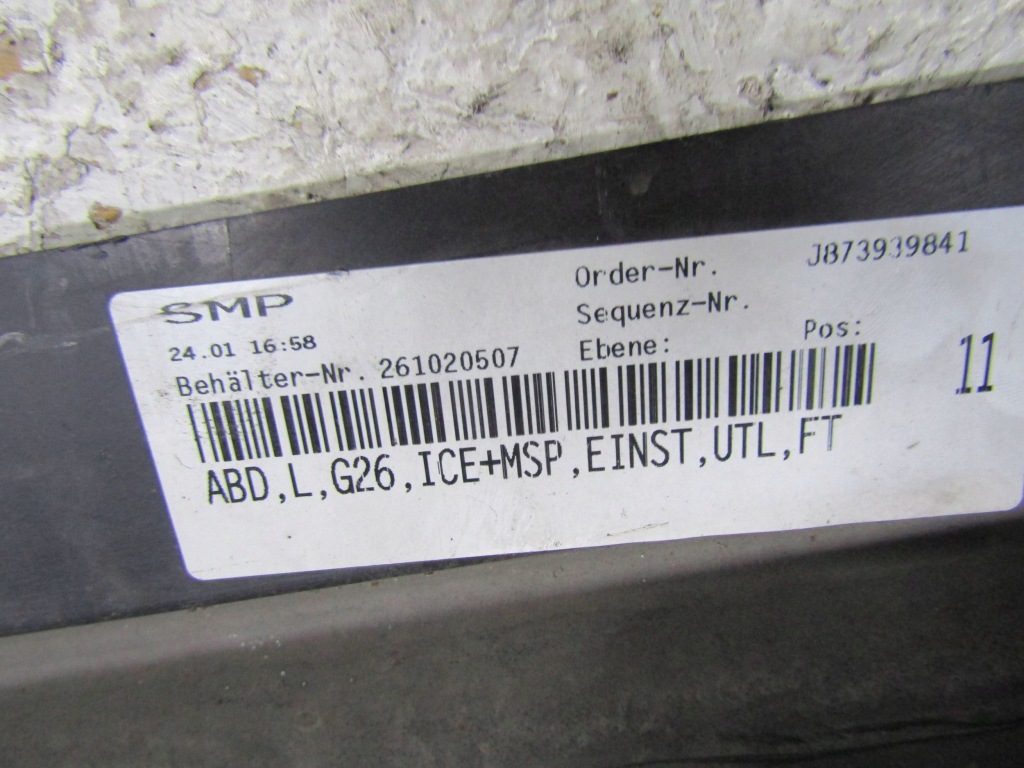 SMP
24.01 16:58
Behälter-Nr. 261020507
Order-Nr. J873939841
Sequenz-Nr.
Ebene: Pos: 11
ABD,L,G26,ICE+MSP,EINST,UTL,FT